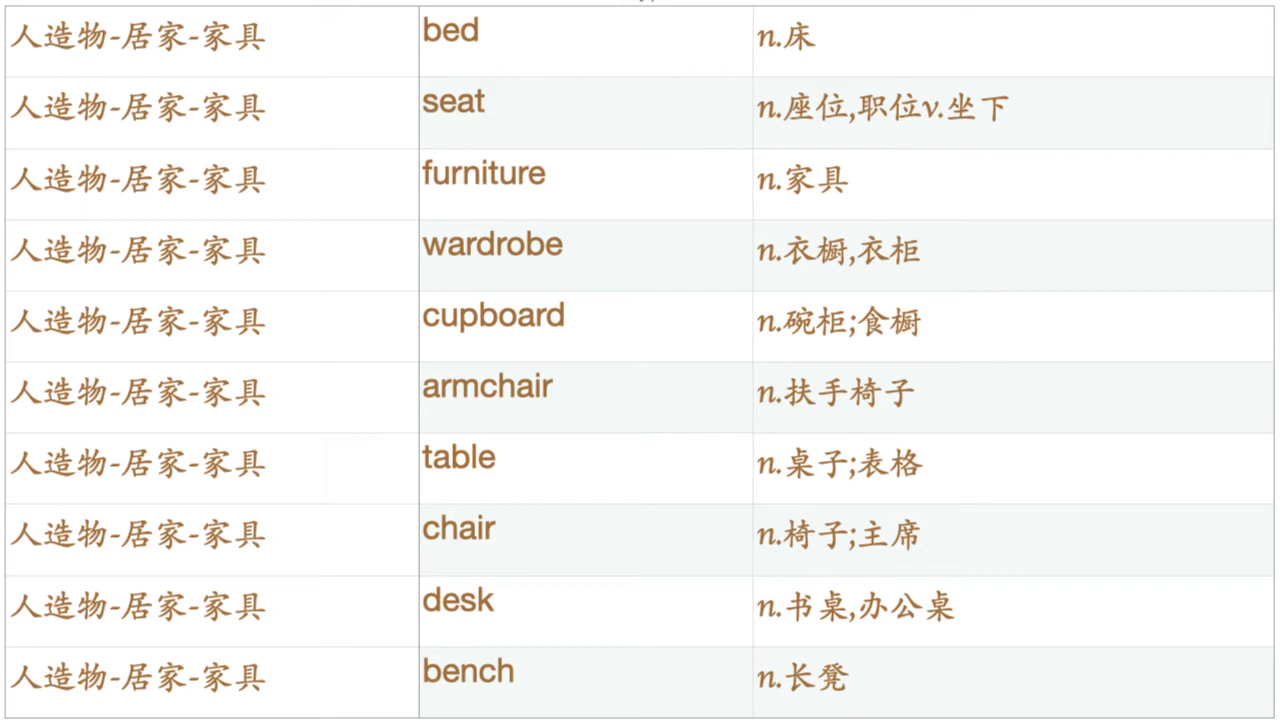 人造物-居家-家具 bed n.床
人造物-居家-家具 seat n.座位,职位v.坐下
人造物-居家-家具 furniture n.家具
人造物-居家-家具 wardrobe n.衣橱,衣柜
人造物-居家-家具 cupboard n.碗柜;食橱
人造物-居家-家具 armchair n.扶手椅子
人造物-居家-家具 table n.桌子;表格
人造物-居家-家具 chair n.椅子;主席
人造物-居家-家具 desk n.书桌,办公桌
人造物-居家-家具 bench n.长凳